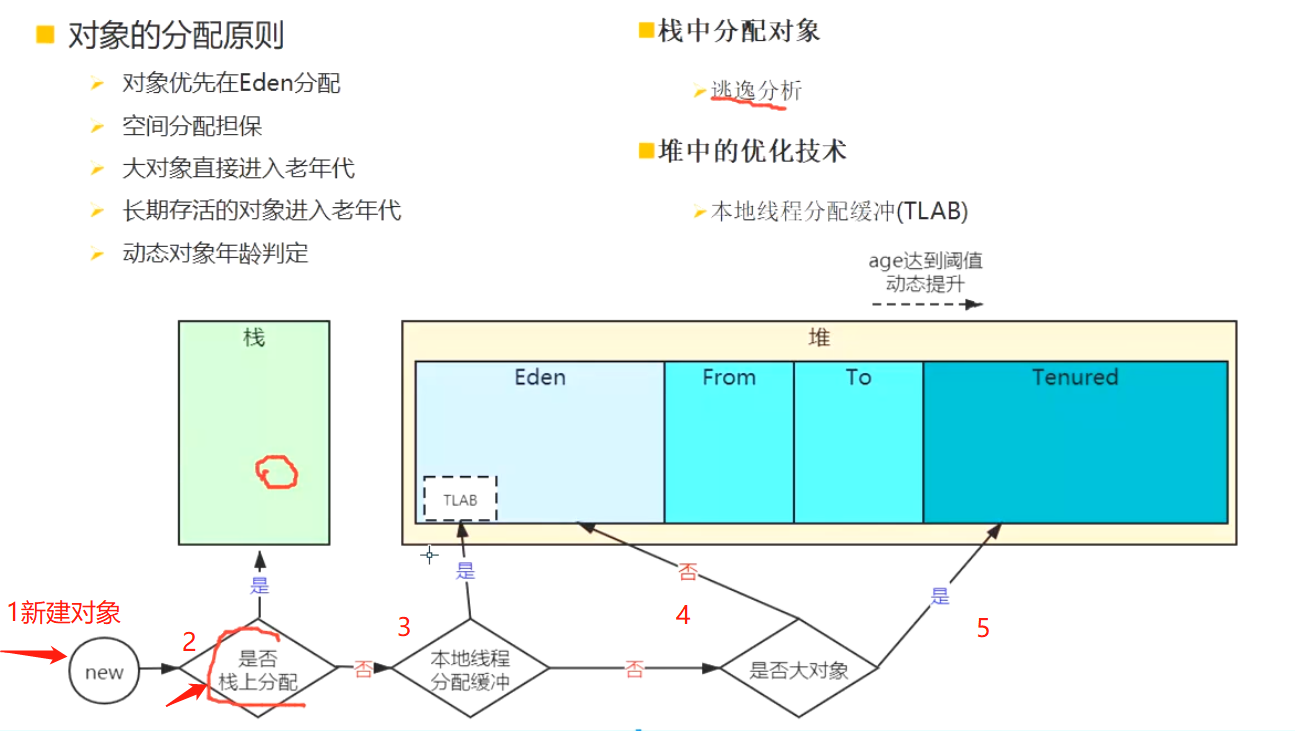 对象的分配原则
对象优先在Eden分配
空间分配担保
大对象直接进入老年代
长期存活的对象进入老年代
动态对象年龄判定
栈中分配对象
逃逸分析
堆中的优化技术
本地线程分配缓冲(TLAB)
age达到阈值
动态提升
栈
堆
Eden
From
To
Tenured
TLAB
是
是
否
是
1新建对象
2
3
4
5
new
是否
栈上分配
否
本地线程
分配缓冲
否
是否大对象